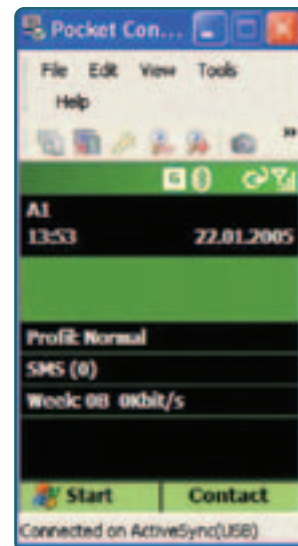 Pocket Con...
File Edit View Tools
Help
»
G
A1
13:53 22.01.2005
Profil: Normal
SMS (0)
Week: 0B 0Kbit/s
Start Contact
Connected on ActiveSync(USB)